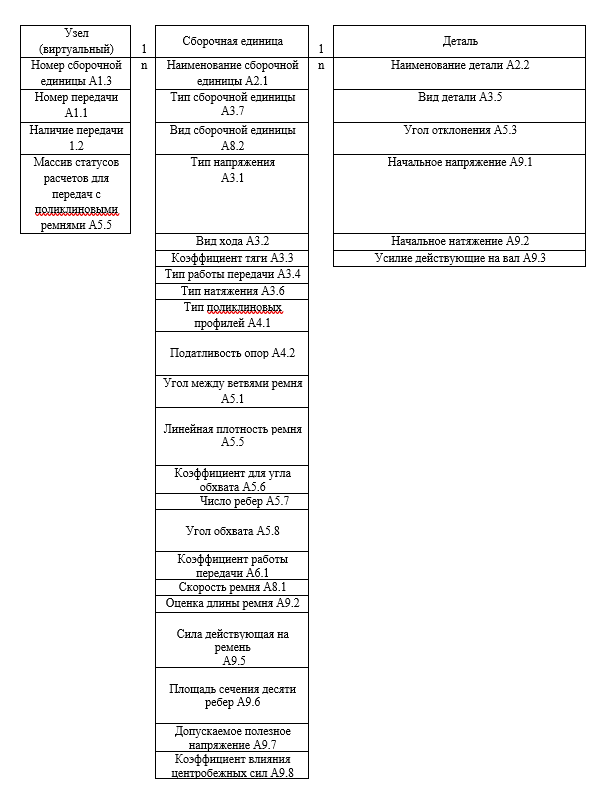 Узел
(виртуальный)
Номер сборочной
единицы А1.3
Номер передачи
А1.1
Наличие передачи
1.2
Массив статусов
расчетов для
передач с
поликлиновыми
ремнями А5.5
1
n
Сборочная единица
Наименование сборочной
единицы А2.1
Тип сборочной единицы
А3.7
Вид сборочной единицы
А8.2
Тип напряжения
А3.1
Вид хода А3.2
Коэффициент тяги А3.3
Тип работы передачи А3.4
Тип натяжения А3.6
Тип поликлиновых
профилей А4.1
Податливость опор А4.2
Угол между ветвями ремня
А5.1
Линейная плотность ремня
А5.5
Коэффициент для угла
обхвата А5.6
Число ребер А5.7
Угол обхвата А5.8
Коэффициент работы
передачи А6.1
Скорость ремня А8.1
Оценка длины ремня А9.2
Сила действующая на
ремень
А9.5
Площадь сечения десяти
ребер А9.6
Допускаемое полезное
напряжение А9.7
Коэффициент влияния
центробежных сил А9.8
1
n
Деталь
Наименование детали А2.2
Вид детали А3.5
Угол отклонения А5.3
Начальное напряжение А9.1
Начальное натяжение А9.2
Усилие действующие на вал А9.3